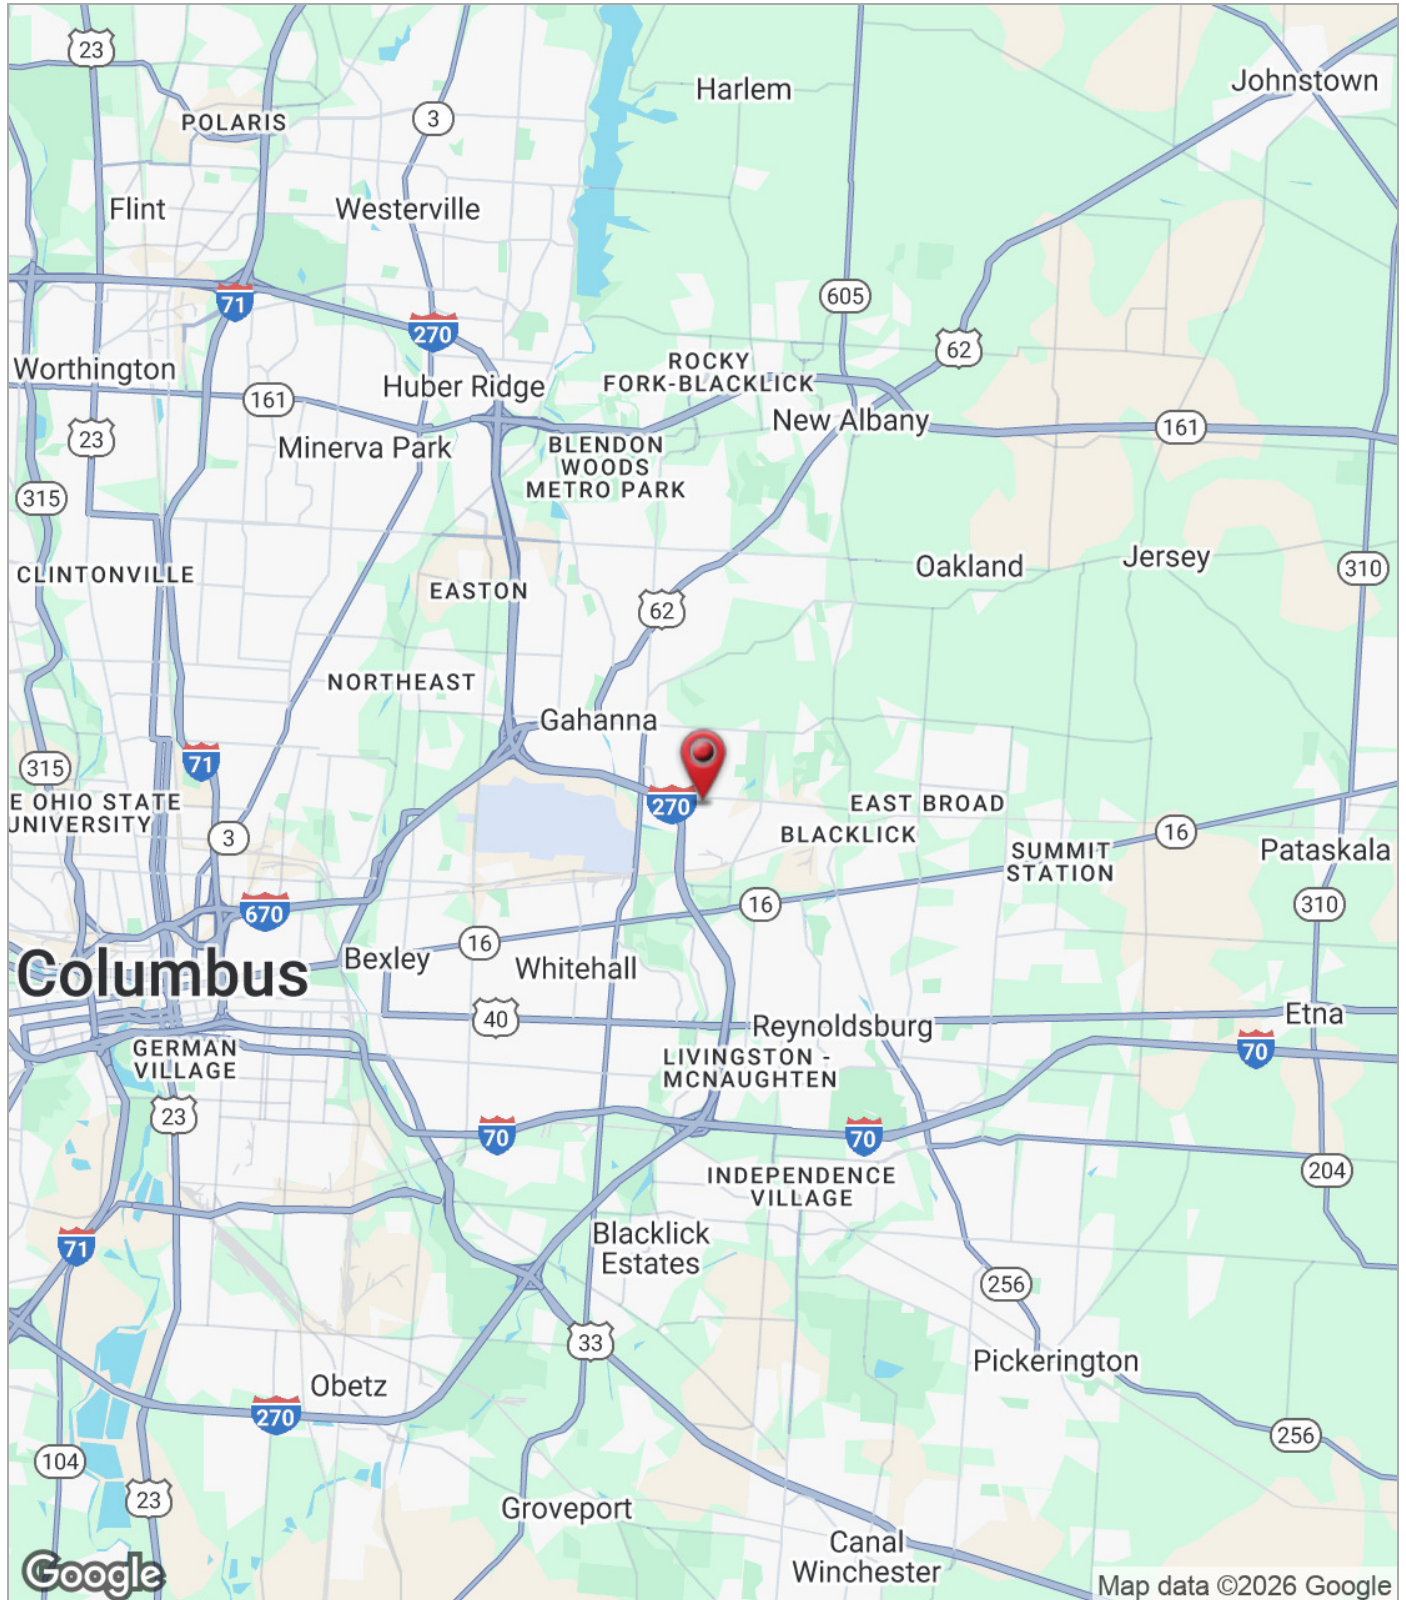 23
Harlem
Johnstown
POLARIS
3
Flint
Westerville
605
71
270
62
Worthington
ROCKY
FORK-BLACKLICK
Huber Ridge
161
New Albany
161
23
Minerva Park
BLENDON
WOODS
METRO PARK
315
CLINTONVILLE
Oakland
Jersey
310
EASTON
62
NORTHEAST
Gahanna
315
71
270
E OHIO STATE
UNIVERSITY
EAST BROAD
3
BLACKLICK
16
SUMMIT
STATION
Pataskala
670
16
310
16
Bexley
Whitehall
Columbus
40
Reynoldsburg
Etna
GERMAN
VILLAGE
LIVINGSTON -
MCNAUGHTEN
70
23
70
70
INDEPENDENCE
VILLAGE
204
71
Blacklick
Estates
256
33
Pickerington
Obetz
270
256
104
23
Groveport
Canal
Winchester
Google
Map data ©2026 Google